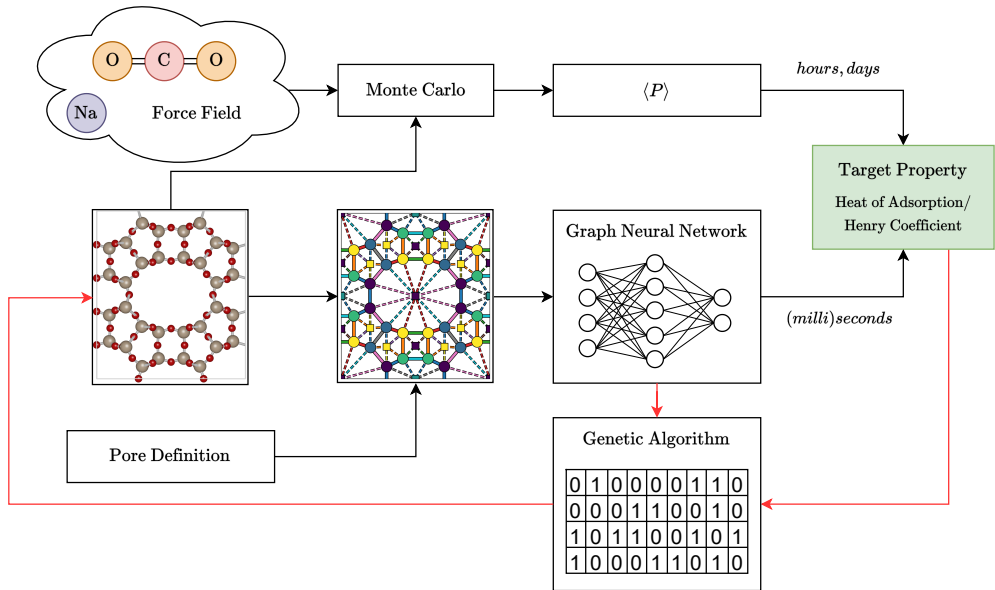 O C O
Na
Force Field
Monte Carlo
⟨P⟩
hours, days
Target Property
Heat of Adsorption/
Henry Coefficient
Graph Neural Network
(milli)seconds
Pore Definition
Genetic Algorithm
0 1 0 0 0 0 1 1 0
0 0 0 1 1 0 0 1 0
1 0 1 1 0 0 1 0 1
1 0 0 0 1 1 0 1 0